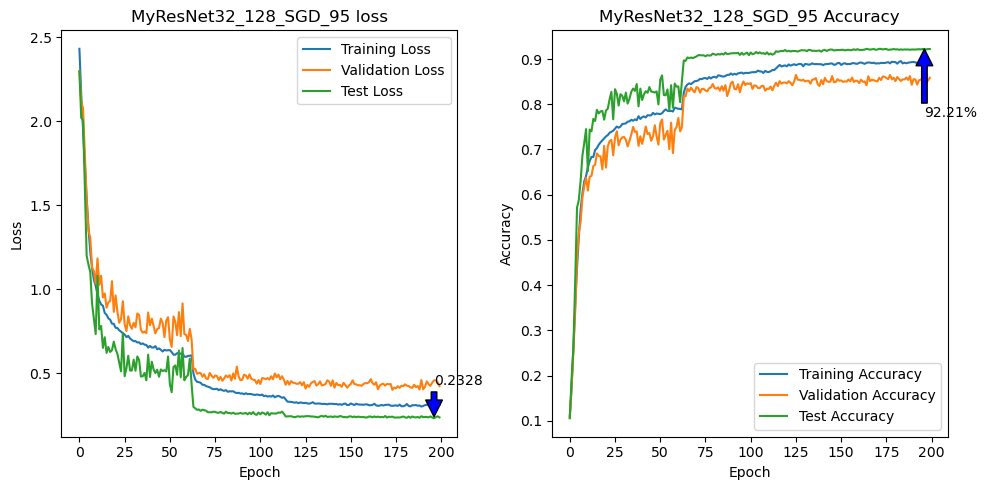 MyResNet32_128_SGD_95 loss
2.5
2.0
1.5
1.0
0.5
Loss
Training Loss
Validation Loss
Test Loss
0.2328
0 25 50 75 100 125 150 175 200
Epoch
MyResNet32_128_SGD_95 Accuracy
0.9
0.8
0.7
0.6
0.5
0.4
0.3
0.2
0.1
Accuracy
92.21%
Training Accuracy
Validation Accuracy
Test Accuracy
0 25 50 75 100 125 150 175 200
Epoch